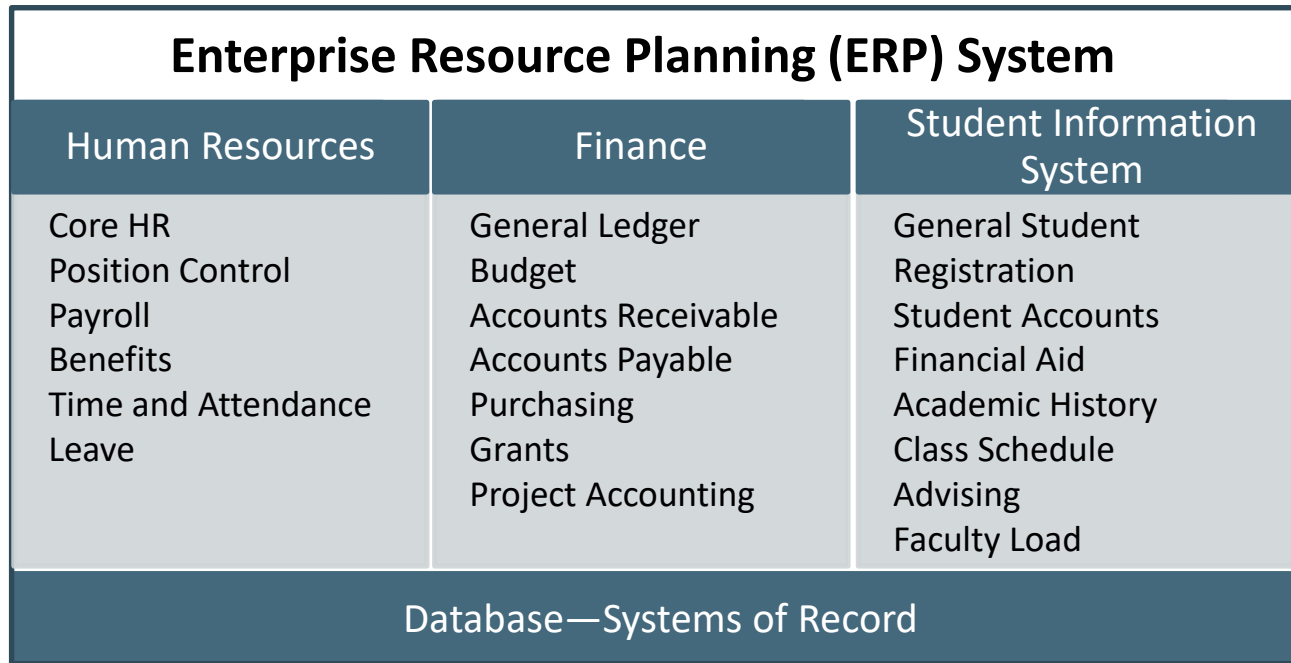 Enterprise Resource Planning (ERP) System
Human Resources
Core HR
Position Control
Payroll
Benefits
Time and Attendance
Leave
Finance
General Ledger
Budget
Accounts Receivable
Accounts Payable
Purchasing
Grants
Project Accounting
Student Information
System
General Student
Registration
Student Accounts
Financial Aid
Academic History
Class Schedule
Advising
Faculty Load
Database—Systems of Record